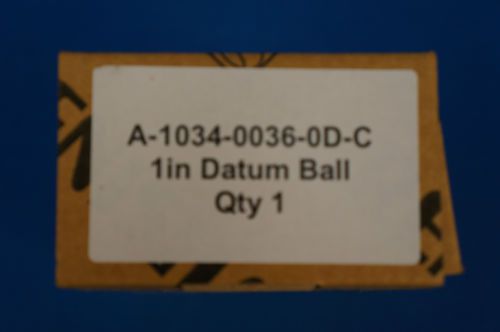 A-1034-0036-0D-C
1in Datum Ball
Qty 1